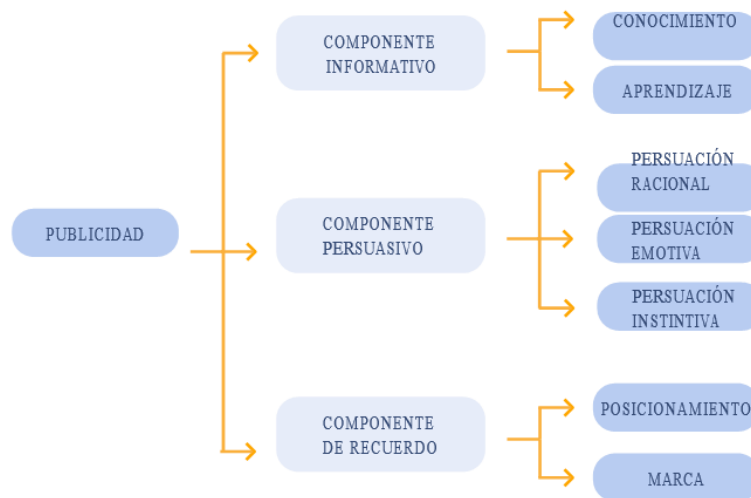 PUBLICIDAD
COMPONENTE
INFORMATIVO
CONOCIMIENTO
APRENDIZAJE
COMPONENTE
PERSUASIVO
PERSUACIÓN
RACIONAL
PERSUACIÓN
EMOTIVA
PERSUACIÓN
INSTINTIVA
COMPONENTE
DE RECUERDO
POSICIONAMIENTO
MARCA